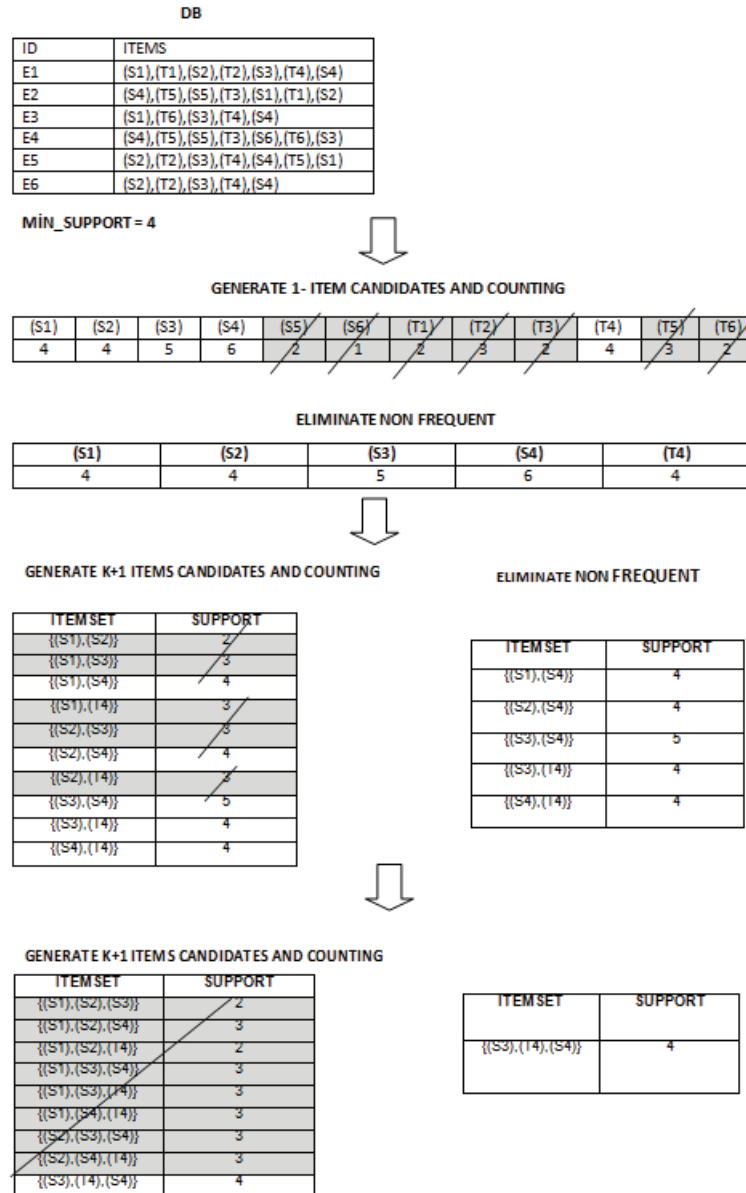 DB
ID ITEMS
E1 (S1),(T1),(S2),(T2),(S3),(T4),(S4)
E2 (S4),(T5),(S5),(T3),(S1),(T1),(S2)
E3 (S1),(T6),(S3),(T4),(S4)
E4 (S4),(T5),(S5),(T3),(S6),(T6),(S3)
E5 (S2),(T2),(S3),(T4),(S4),(T5),(S1)
E6 (S2),(T2),(S3),(T4),(S4)
MİN_SUPPORT = 4
GENERATE 1- ITEM CANDIDATES AND COUNTING
(S1) (S2) (S3) (S4) (S5) (S6) (T1) (T2) (T3) (T4) (T5) (T6)
4 4 5 6 2 1 2 3 2 4 3 2
ELIMINATE NON FREQUENT
(S1) (S2) (S3) (S4) (T4)
4 4 5 6 4
GENERATE K+1 ITEMS CANDIDATES AND COUNTING
ITEMSET SUPPORT
{(S1),(S2)} 2
{(S1),(S3)} 3
{(S1),(S4)} 4
{(S1),(T4)} 3
{(S2),(S3)} 3
{(S2),(S4)} 4
{(S2),(T4)} 3
{(S3),(S4)} 5
{(S3),(T4)} 4
{(S4),(T4)} 4
ELIMINATE NON FREQUENT
ITEMSET SUPPORT
{(S1),(S4)} 4
{(S2),(S4)} 4
{(S3),(S4)} 5
{(S3),(T4)} 4
{(S4),(T4)} 4
GENERATE K+1 ITEMS CANDIDATES AND COUNTING
ITEMSET SUPPORT
{(S1),(S2),(S3)} 2
{(S1),(S2),(S4)} 3
{(S1),(S2),(T4)} 2
{(S1),(S3),(S4)} 3
{(S1),(S3),(T4)} 3
{(S1),(S4),(T4)} 3
{(S2),(S3),(S4)} 3
{(S2),(S4),(T4)} 3
{(S3),(T4),(S4)} 4
ITEMSET SUPPORT
{(S3),(T4),(S4)} 4